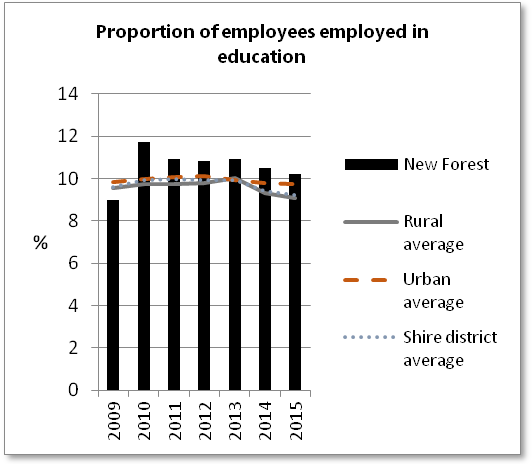 Proportion of employees employed in
education
14
12
10
8
6
4
2
0
%
2009
2010
2011
2012
2013
2014
2015
New Forest
Rural
average
Urban
average
Shire district
average